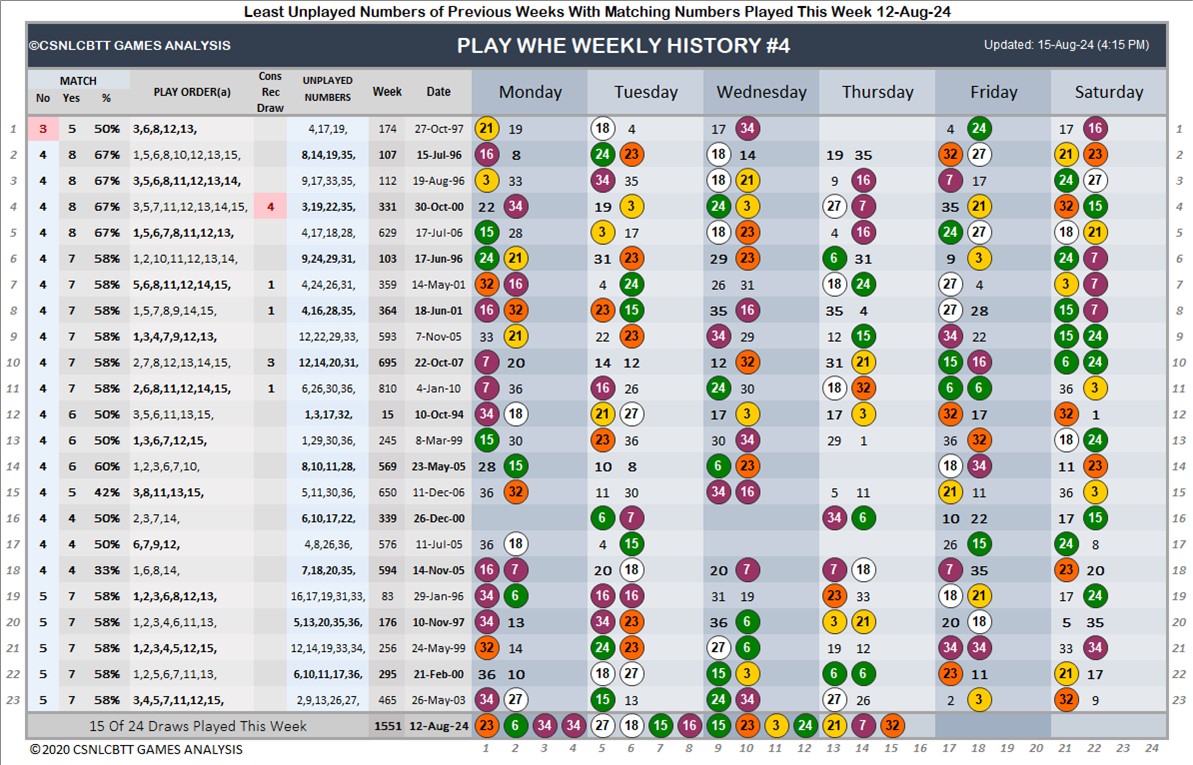 Least Unplayed Numbers of Previous Weeks With Matching Numbers Played This Week 12-Aug-24
©CSNLCBTT GAMES ANALYSIS PLAY WHE WEEKLY HISTORY #4 Updated: 15-Aug-24 (4:15 PM)
MATCH
No Yes % PLAY ORDER(a) Cons Rec Draw UNPLAYED NUMBERS Week Date Monday Tuesday Wednesday Thursday Friday Saturday
1 3 5 50% 3,6,8,12,13, 4,17,19, 174 27-Oct-97 21 19 18 4 17 34 4 24 17 16 1
2 4 8 67% 1,5,6,8,10,12,13,15, 8,14,19,35, 107 15-Jul-96 16 8 24 23 18 14 19 35 32 27 21 23 2
3 4 8 67% 3,5,6,8,11,12,13,14, 9,17,33,35, 112 19-Aug-96 3 33 34 35 18 21 9 16 7 17 24 27 3
4 4 8 67% 3,5,7,11,12,13,14,15, 4 3,19,22,35, 331 30-Oct-00 22 34 19 3 24 3 27 7 35 21 32 15 4
5 4 8 67% 1,5,6,7,8,11,12,13, 4,17,18,28, 629 17-Jul-06 15 28 3 17 18 23 4 16 24 27 18 21 5
6 4 7 58% 1,2,10,11,12,13,14, 9,24,29,31, 103 17-Jun-96 24 21 31 23 29 23 6 31 9 3 24 7 6
7 4 7 58% 5,6,8,11,12,14,15, 1 4,24,26,31, 359 14-May-01 32 16 4 24 26 31 18 24 27 4 3 7 7
8 4 7 58% 1,5,7,8,9,14,15, 1 4,16,28,35, 364 18-Jun-01 16 32 23 15 35 16 35 4 27 28 15 7 8
9 4 7 58% 1,3,4,7,9,12,13, 12,22,29,33, 593 7-Nov-05 33 21 22 23 34 29 12 15 34 22 15 24 9
10 4 7 58% 2,7,8,12,13,14,15, 3 12,14,20,31, 695 22-Oct-07 7 20 14 12 12 32 31 21 15 16 6 24 10
11 4 7 58% 2,6,8,11,12,14,15, 1 6,26,30,36, 810 4-Jan-10 7 36 16 26 24 30 18 32 6 6 36 3 11
12 4 6 50% 3,5,6,11,13,15, 1,3,17,32, 15 10-Oct-94 34 18 21 27 17 3 17 3 32 17 32 1 12
13 4 6 50% 1,3,6,7,12,15, 1,29,30,36, 245 8-Mar-99 15 30 23 36 30 34 29 1 36 32 18 24 13
14 4 6 60% 1,2,3,6,7,10, 8,10,11,28, 569 23-May-05 28 15 10 8 6 23 18 34 11 23 14
15 4 5 42% 3,8,11,13,15, 5,11,30,36, 650 11-Dec-06 36 32 11 30 34 16 5 11 21 11 36 3 15
16 4 4 50% 2,3,7,14, 6,10,17,22, 339 26-Dec-00 6 7 34 6 10 22 17 15 16
17 4 4 50% 6,7,9,12, 4,8,26,36, 576 11-Jul-05 36 18 4 15 26 15 24 8 17
18 4 4 33% 1,6,8,14, 7,18,20,35, 594 14-Nov-05 16 7 20 18 20 7 7 18 7 35 23 20 18
19 5 7 58% 1,2,3,6,8,12,13, 16,17,19,31,33, 83 29-Jan-96 34 6 16 16 31 19 23 33 18 21 17 24 19
20 5 7 58% 1,2,3,4,6,11,13, 5,13,20,35,36, 176 10-Nov-97 34 13 34 23 36 6 3 21 20 18 5 35 20
21 5 7 58% 1,2,3,4,5,12,15, 12,14,19,33,34, 256 24-May-99 32 14 24 23 27 6 19 12 34 34 33 34 21
22 5 7 58% 1,2,5,6,7,11,13, 6,10,11,17,36, 295 21-Feb-00 36 10 18 27 15 3 6 6 23 11 21 17 22
23 5 7 58% 3,4,5,7,11,12,15, 2,9,13,26,27, 465 26-May-03 34 27 15 13 24 34 27 26 2 3 32 9 23
15 Of 24 Draws Played This Week 1551 12-Aug-24 23 6 34 34 27 18 15 16 15 23 3 24 21 7 32
© 2020 CSNLCBTT GAMES ANALYSIS 1 2 3 4 5 6 7 8 9 10 11 12 13 14 15 16 17 18 19 20 21 22 23 24